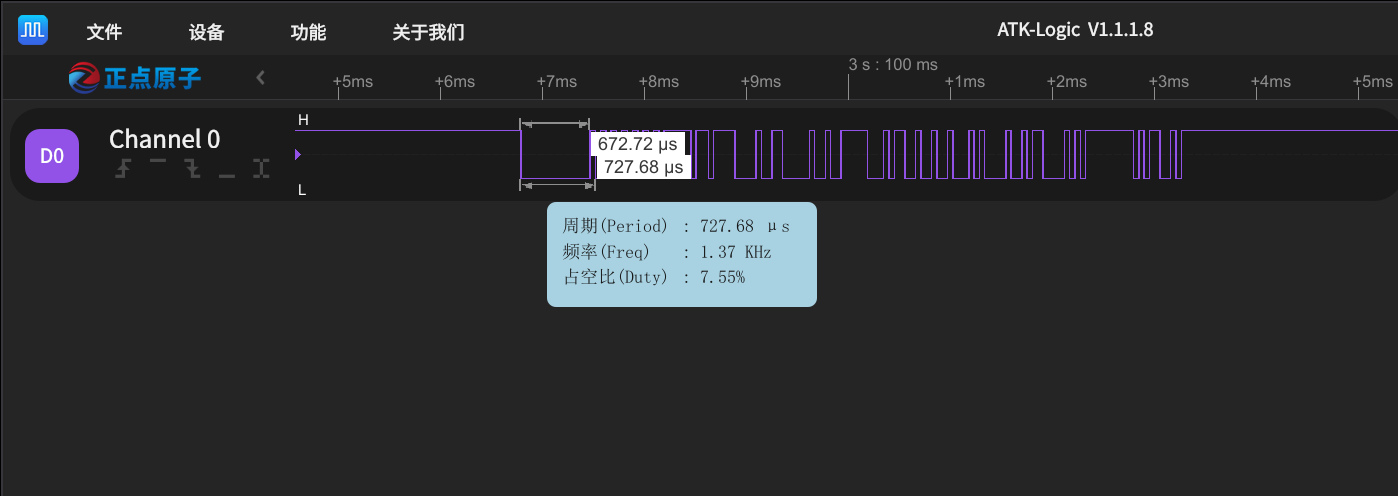 文件 设备 功能 关于我们 ATK-Logic V1.1.1.8
正点原子
3 s : 100 ms
+5ms +6ms +7ms +8ms +9ms +1ms +2ms +3ms +4ms +5ms
D0
Channel 0
H
L
672.72 μs
727.68 μs
周期(Period) : 727.68 μs
频率(Freq) : 1.37 KHz
占空比(Duty) : 7.55%